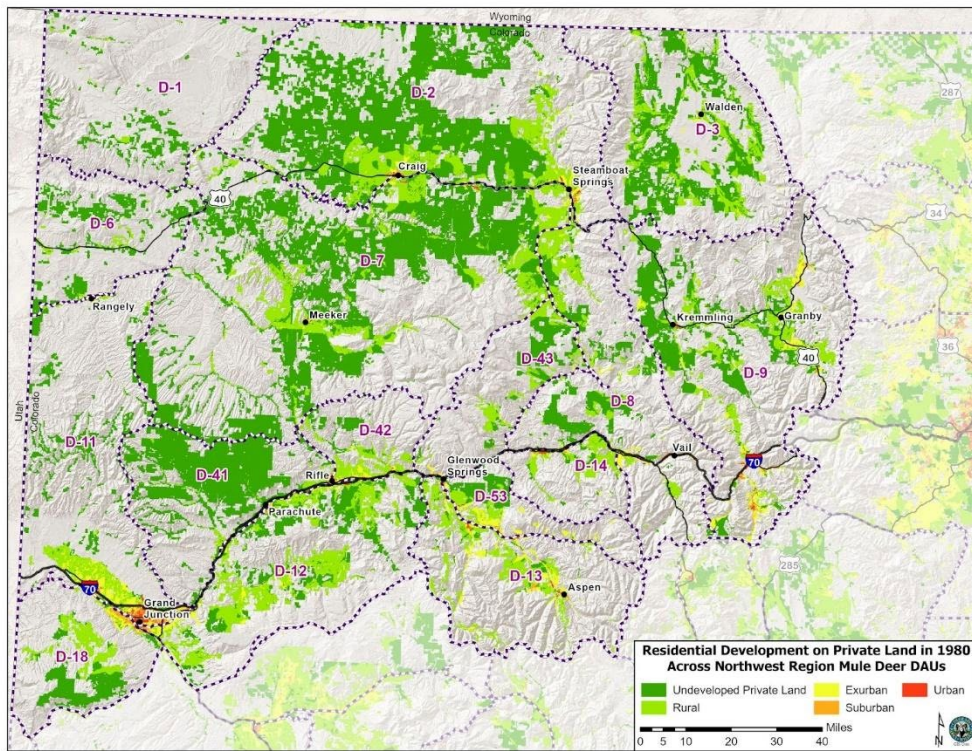 Wyoming
Colorado
287
D-1
D-2
Walden
D-3
Craig
Steamboat
Springs
40
34
D-6
D-7
Rangely
Meeker
Kremmling
Granby
36
40
D-43
D-9
Utah
Colorado
D-8
D-11
D-42
Vail
Glenwood
Springs
70
D-41
Rifle
D-14
D-53
Parachute
285
D-12
D-13
Aspen
70
Grand
Junction
D-18
Residential Development on Private Land in 1980
Across Northwest Region Mule Deer DAUs
Undeveloped Private Land
Exurban
Urban
Rural
Suburban
Miles
0 5 10 20 30 40
N